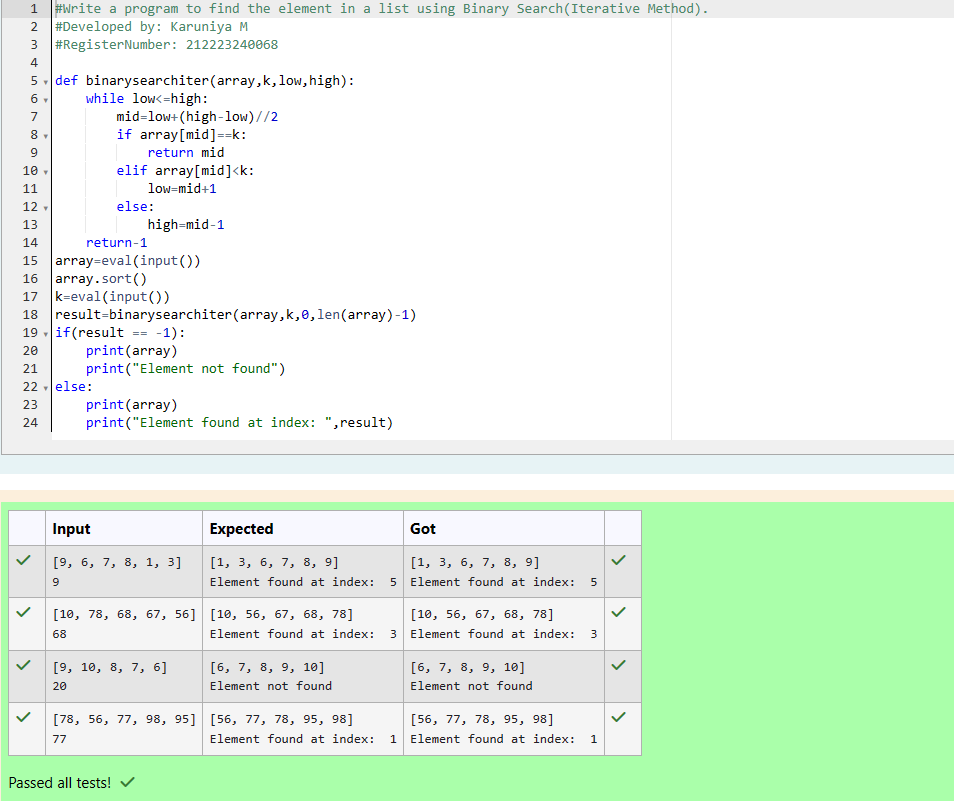 1 #Write a program to find the element in a list using Binary Search(Iterative Method).
2 #Developed by: Karuniya M
3 #RegisterNumber: 212223240068
4
5 def binarysearchiter(array,k,low,high):
6     while low<=high:
7         mid=low+(high-low)//2
8         if array[mid]==k:
9             return mid
10         elif array[mid]<k:
11             low=mid+1
12         else:
13             high=mid-1
14     return-1
15 array=eval(input())
16 array.sort()
17 k=eval(input())
18 result=binarysearchiter(array,k,0,len(array)-1)
19 if(result == -1):
20     print(array)
21     print("Element not found")
22 else:
23     print(array)
24     print("Element found at index: ",result)
Input Expected Got
[9, 6, 7, 8, 1, 3] [1, 3, 6, 7, 8, 9] [1, 3, 6, 7, 8, 9]
9 Element found at index:  5 Element found at index:  5
[10, 78, 68, 67, 56] [10, 56, 67, 68, 78] [10, 56, 67, 68, 78]
68 Element found at index:  3 Element found at index:  3
[9, 10, 8, 7, 6] [6, 7, 8, 9, 10] [6, 7, 8, 9, 10]
20 Element not found Element not found
[78, 56, 77, 98, 95] [56, 77, 78, 95, 98] [56, 77, 78, 95, 98]
77 Element found at index:  1 Element found at index:  1
Passed all tests!